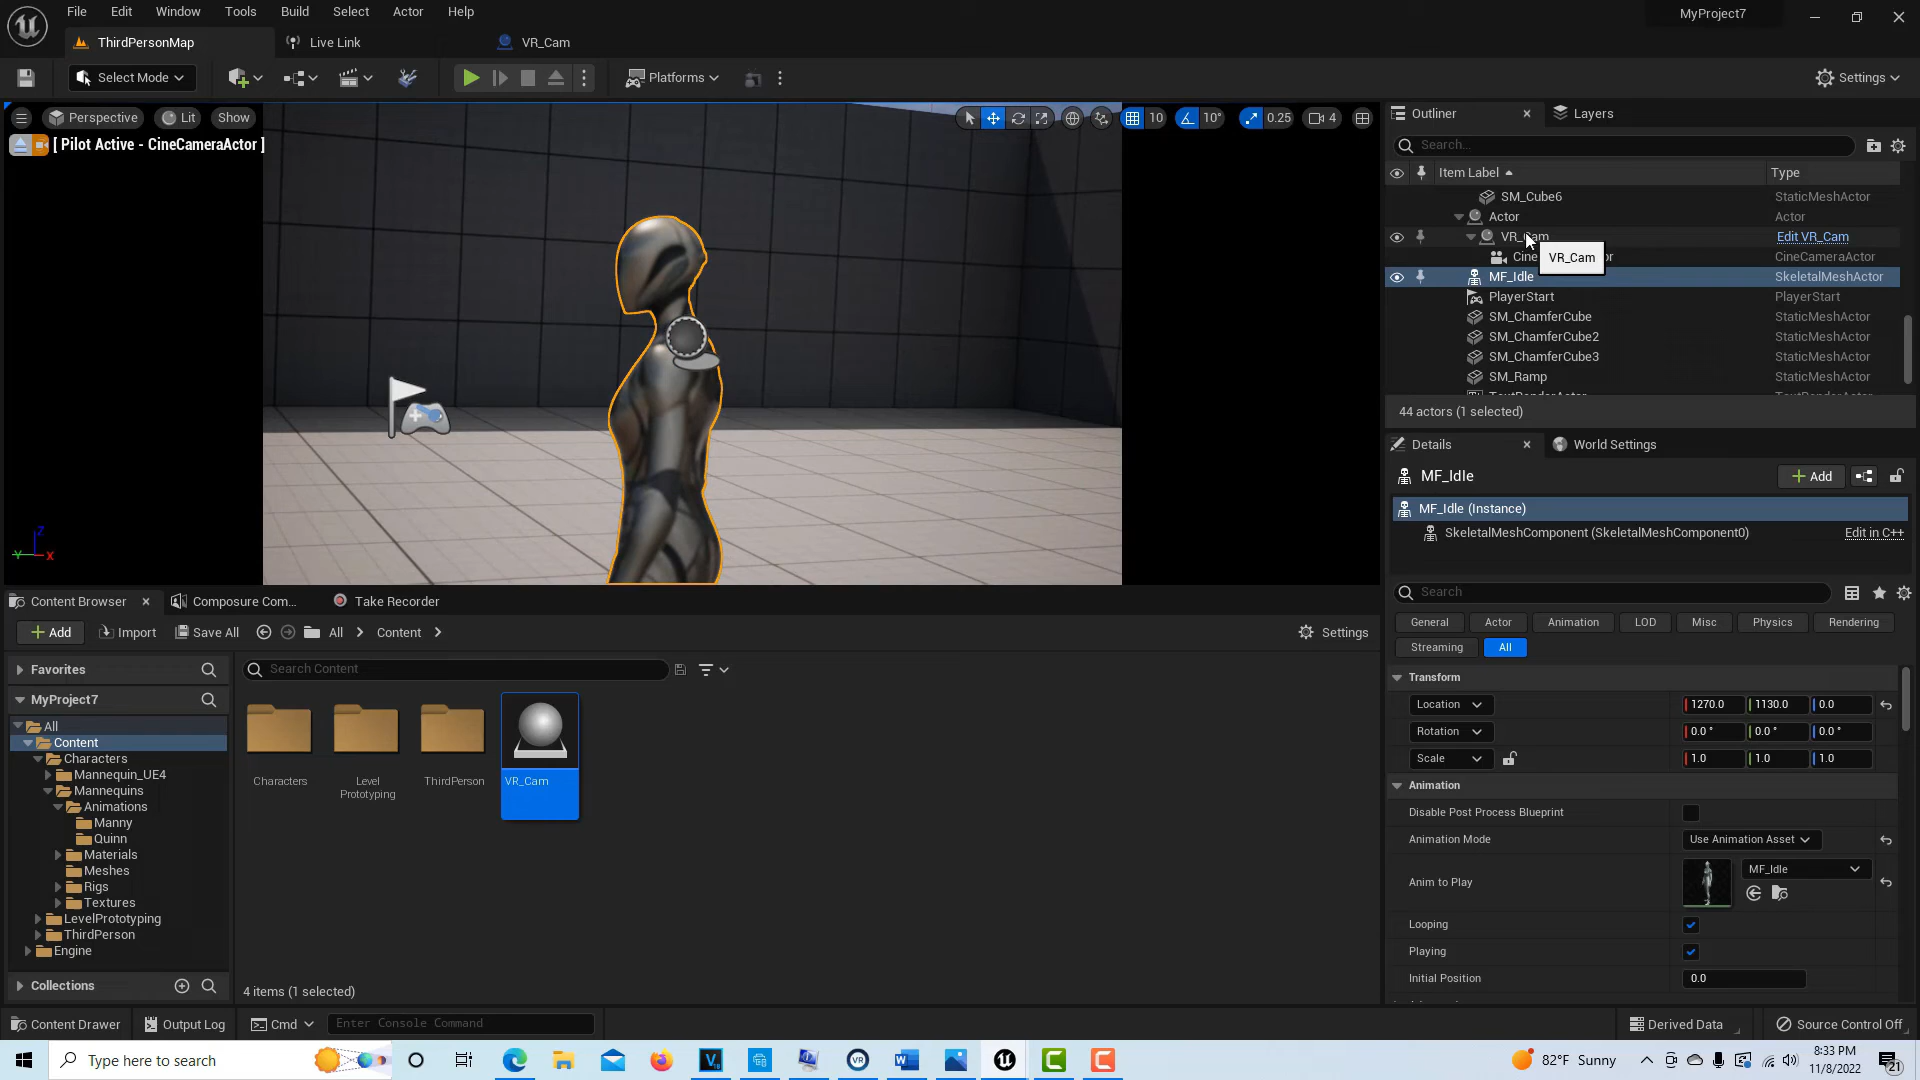 File Edit Window Tools Build Select Actor Help
MyProject7
ThirdPersonMap Live Link VR_Cam
Select Mode Platforms Settings
Perspective Lit Show 10 10° 0.25 4
[ Pilot Active - CineCameraActor ]
Outliner Layers
Search...
Item Label Type
SM_Cube6 StaticMeshActor
Actor Actor
VR_Cam Edit VR_Cam
Cine or CineCameraActor
VR_Cam
MF_Idle SkeletalMeshActor
PlayerStart PlayerStart
SM_ChamferCube StaticMeshActor
SM_ChamferCube2 StaticMeshActor
SM_ChamferCube3 StaticMeshActor
SM_Ramp StaticMeshActor
44 actors (1 selected)
Details World Settings
MF_Idle Add
MF_Idle (Instance)
SkeletalMeshComponent (SkeletalMeshComponent0) Edit in C++
Search
General Actor Animation LOD Misc Physics Rendering
Streaming All
Transform
Location 1270.0 1130.0 0.0
Rotation 0.0 ° 0.0 ° 0.0 °
Scale 1.0 1.0 1.0
Animation
Disable Post Process Blueprint
Animation Mode Use Animation Asset
Anim to Play MF_Idle
Looping
Playing
Initial Position 0.0
Z
Y X
Content Browser Composure Com... Take Recorder
Add Import Save All All Content Settings
Favorites
Search Content
MyProject7
All
Content
Characters
Mannequin_UE4
Mannequins
Animations
Manny
Quinn
Materials
Meshes
Rigs
Textures
LevelPrototyping
ThirdPerson
Engine
Collections
Characters
Level
Prototyping
ThirdPerson
VR_Cam
4 items (1 selected)
Content Drawer Output Log Cmd Enter Console Command Derived Data Source Control Off
Type here to search
82°F Sunny
8:33 PM
11/8/2022
21